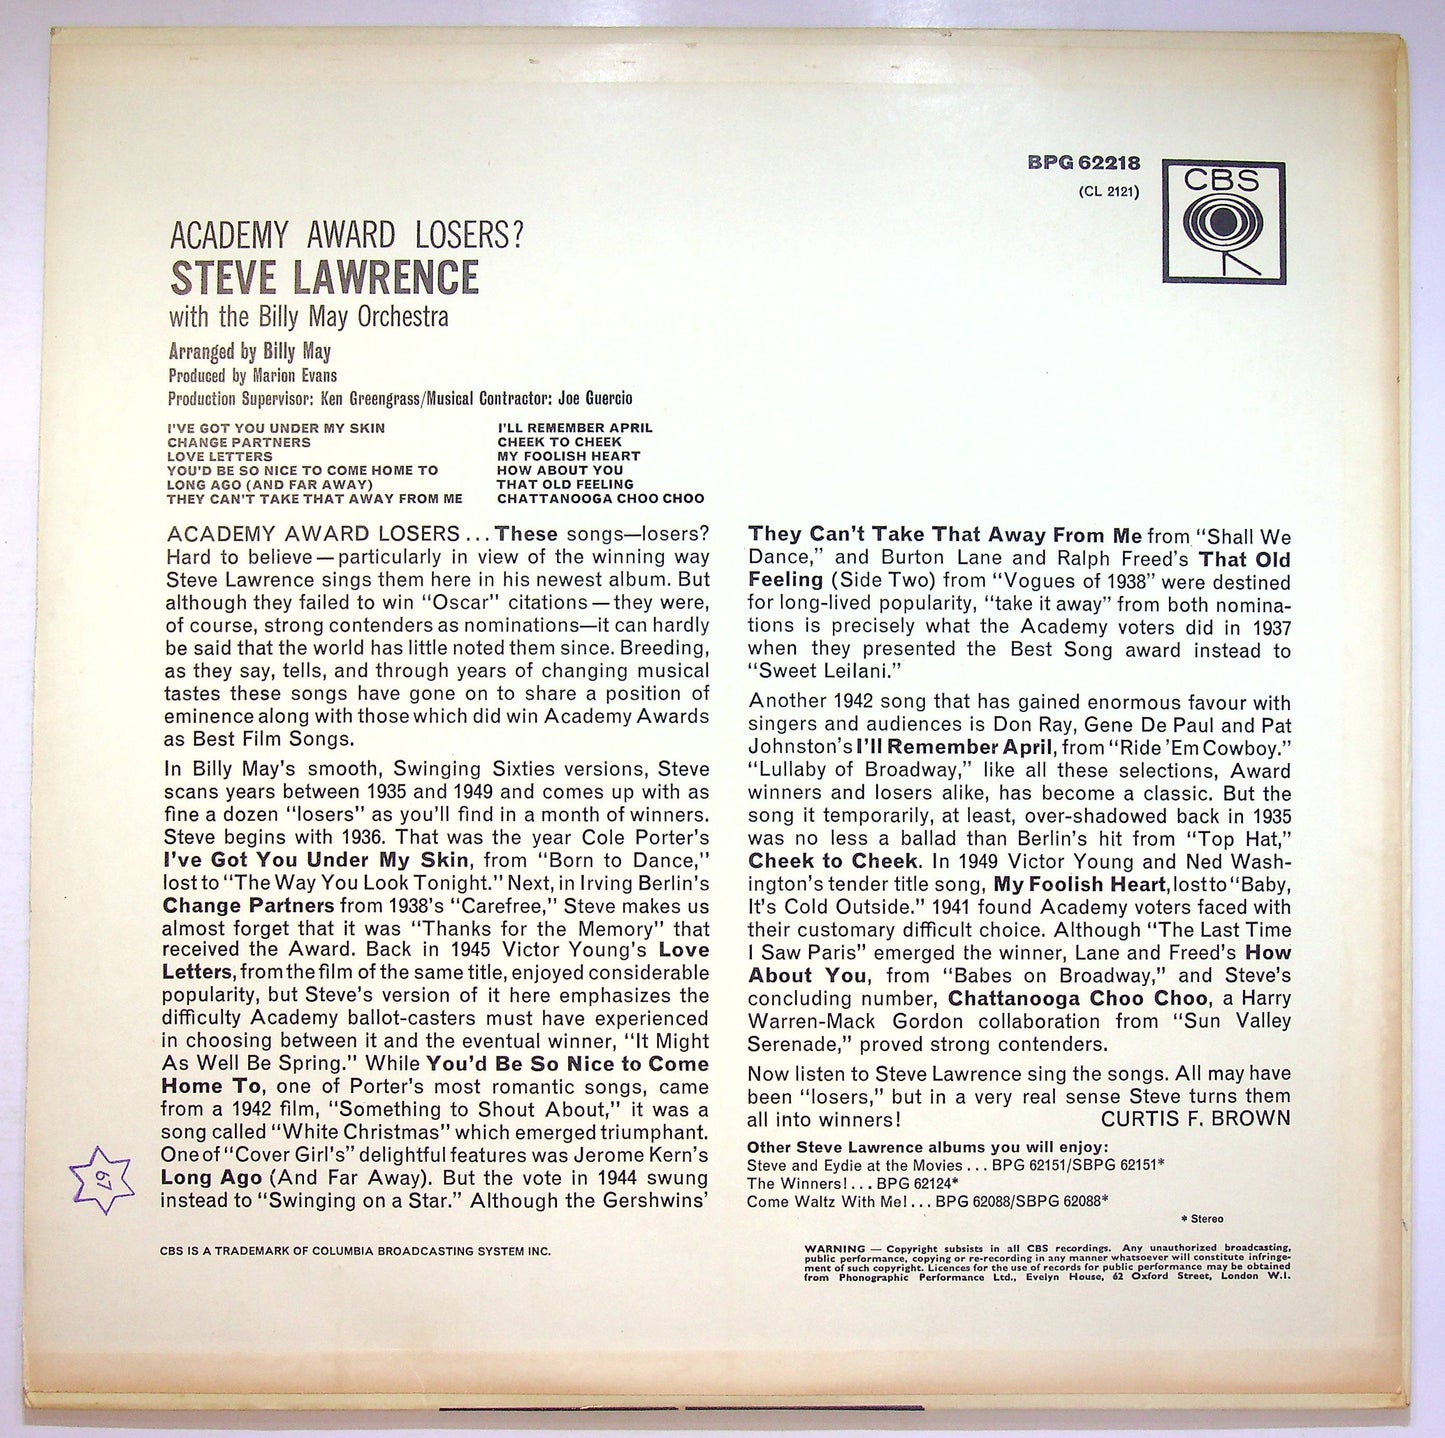 BPG 62218
(CL 2121)
CBS
ACADEMY AWARD LOSERS?
STEVE LAWRENCE
with the Billy May Orchestra
Arranged by Billy May
Produced by Marion Evans
Production Supervisor: Ken Greengrass/Musical Contractor: Joe Guercio
I'VE GOT YOU UNDER MY SKIN
CHANGE PARTNERS
LOVE LETTERS
YOU'D BE SO NICE TO COME HOME TO
LONG AGO (AND FAR AWAY)
THEY CAN'T TAKE THAT AWAY FROM ME
I'LL REMEMBER APRIL
CHEEK TO CHEEK
MY FOOLISH HEART
HOW ABOUT YOU
THAT OLD FEELING
CHATTANOOGA CHOO CHOO
ACADEMY AWARD LOSERS... These songs—losers?
Hard to believe—particularly in view of the winning way
Steve Lawrence sings them here in his newest album. But
although they failed to win "Oscar" citations—they were,
of course, strong contenders as nominations—it can hardly
be said that the world has little noted them since. Breeding,
as they say, tells, and through years of changing musical
tastes these songs have gone on to share a position of
eminence along with those which did win Academy Awards
as Best Film Songs.
In Billy May's smooth, Swinging Sixties versions, Steve
scans years between 1935 and 1949 and comes up with as
fine a dozen "losers" as you'll find in a month of winners.
Steve begins with 1936. That was the year Cole Porter's
I've Got You Under My Skin, from "Born to Dance,"
lost to "The Way You Look Tonight." Next, in Irving Berlin's
Change Partners from 1938's "Carefree," Steve makes us
almost forget that it was "Thanks for the Memory" that
received the Award. Back in 1945 Victor Young's Love
Letters, from the film of the same title, enjoyed considerable
popularity, but Steve's version of it here emphasizes the
difficulty Academy ballot-casters must have experienced
in choosing between it and the eventual winner, "It Might
As Well Be Spring." While You'd Be So Nice to Come
Home To, one of Porter's most romantic songs, came
from a 1942 film, "Something to Shout About," it was a
song called "White Christmas" which emerged triumphant.
One of "Cover Girl's" delightful features was Jerome Kern's
Long Ago (And Far Away). But the vote in 1944 swung
instead to "Swinging on a Star." Although the Gershwins'
They Can't Take That Away From Me from "Shall We
Dance," and Burton Lane and Ralph Freed's That Old
Feeling (Side Two) from "Vogues of 1938" were destined
for long-lived popularity, "take it away" from both nomina-
tions is precisely what the Academy voters did in 1937
when they presented the Best Song award instead to
"Sweet Leilani."
Another 1942 song that has gained enormous favour with
singers and audiences is Don Ray, Gene De Paul and Pat
Johnston's I'll Remember April, from "Ride 'Em Cowboy."
"Lullaby of Broadway," like all these selections, Award
winners and losers alike, has become a classic. But the
song it temporarily, at least, over-shadowed back in 1935
was no less a ballad than Berlin's hit from "Top Hat,"
Cheek to Cheek. In 1949 Victor Young and Ned Wash-
ington's tender title song, My Foolish Heart, lost to "Baby,
It's Cold Outside." 1941 found Academy voters faced with
their customary difficult choice. Although "The Last Time
I Saw Paris" emerged the winner, Lane and Freed's How
About You, from "Babes on Broadway," and Steve's
concluding number, Chattanooga Choo Choo, a Harry
Warren-Mack Gordon collaboration from "Sun Valley
Serenade," proved strong contenders.
Now listen to Steve Lawrence sing the songs. All may have
been "losers," but in a very real sense Steve turns them
all into winners! CURTIS F. BROWN
Other Steve Lawrence albums you will enjoy:
Steve and Eydie at the Movies... BPG 62151/SBPG 62151*
The Winners!... BPG 62124*
Come Waltz With Me!... BPG 62088/SBPG 62088*
* Stereo
67
CBS IS A TRADEMARK OF COLUMBIA BROADCASTING SYSTEM INC.
WARNING — Copyright subsists in all CBS recordings. Any unauthorized broadcasting,
public performance, copying or re-recording in any manner whatsoever will constitute infringe-
ment of such copyright. Licences for the use of records for public performance may be obtained
from Phonographic Performance Ltd., Evelyn House, 62 Oxford Street, London W.I.